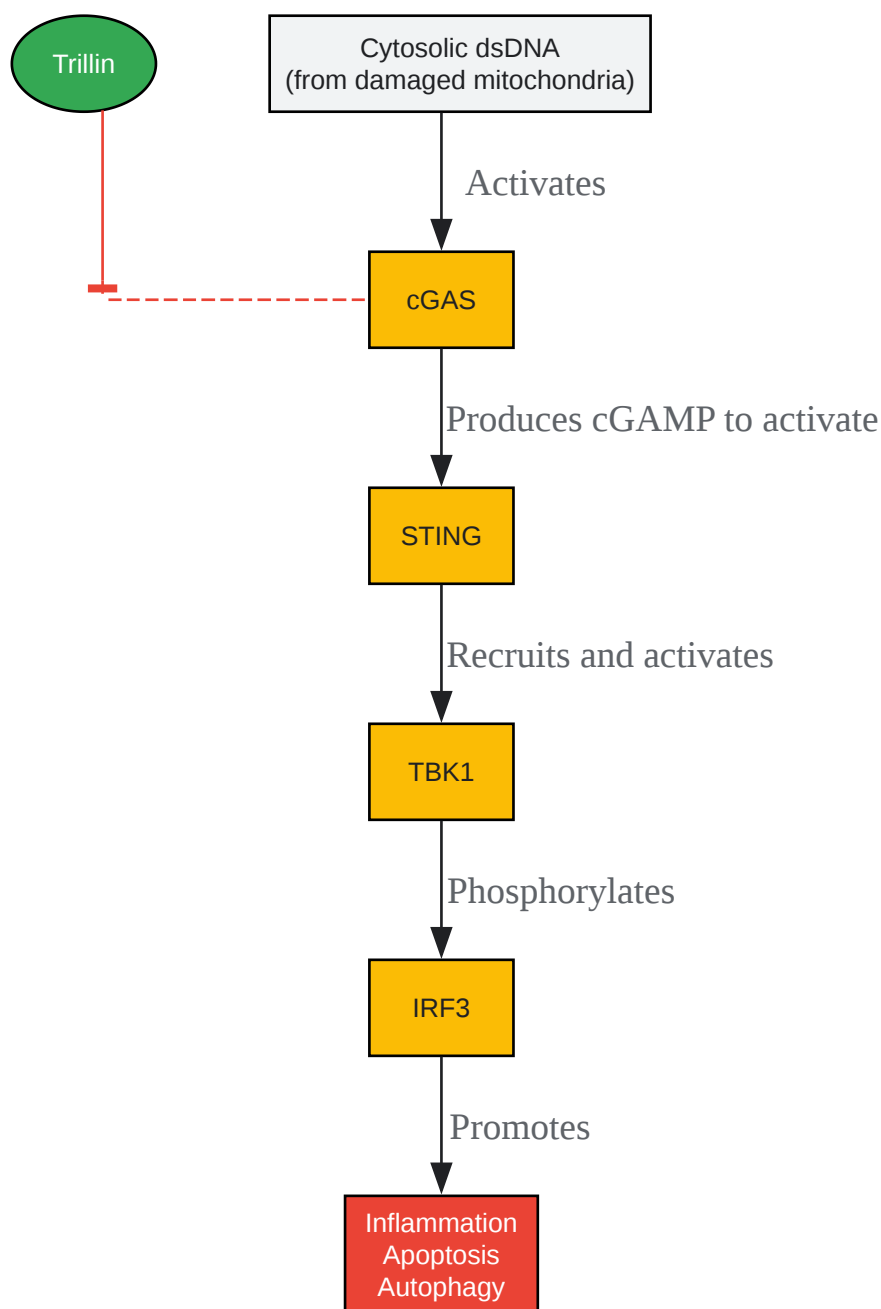 Trillin
Cytosolic dsDNA
(from damaged mitochondria)
Activates
cGAS
Produces cGAMP to activate
STING
Recruits and activates
TBK1
Phosphorylates
IRF3
Promotes
Inflammation
Apoptosis
Autophagy